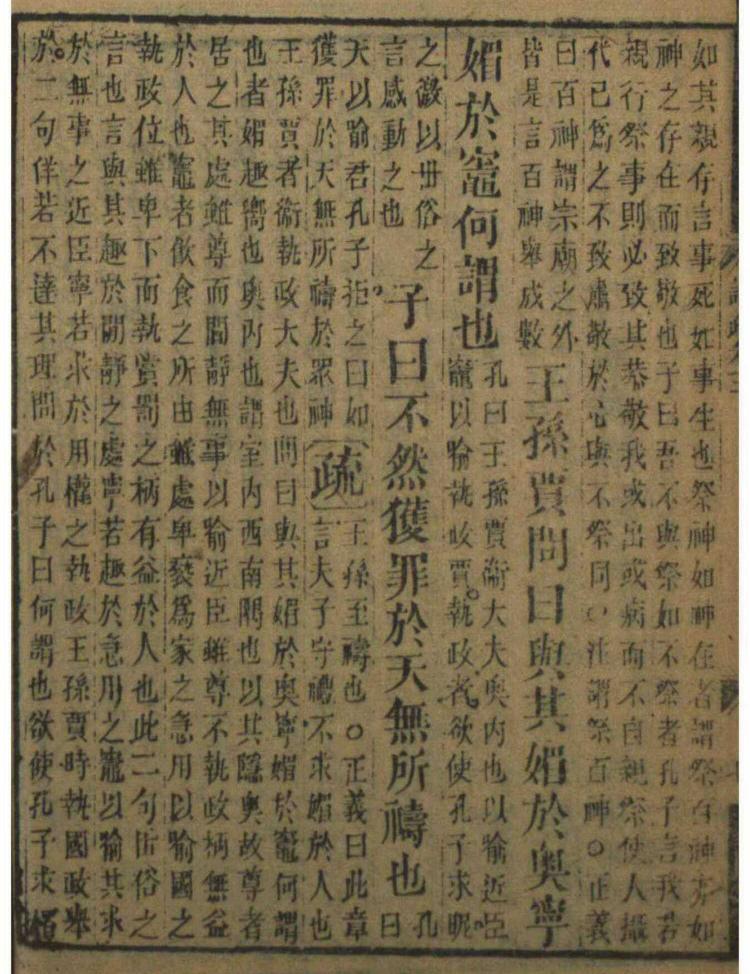 如其親存言事死如事生也祭神如神在者謂祭百神亦如
神之存在而致敬也子曰吾不與祭如不祭者孔子言我若
親行祭事則必致其恭敬我或出或病而不自親祭使人攝
代已爲之不致肅敬於心與不祭同○注謂祭百神○正義
曰百神謂宗廟之外
皆是言百神舉成數
王孫賈問曰與其媚於奧寧
媚於竈何謂也
孔曰王孫賈衞大夫奧内也以喻近臣
竈以喻執政賈執政者欲使孔子求昵
之微以世俗之
言感動之也
子曰不然獲罪於天無所禱也
孔
曰
天以喻君孔子拒之曰如
獲罪於天無所禱於眾神
疏
王孫至禱也○正義曰此章
言夫子守禮不求媚於人也
王孫賈者衞執政大夫也問曰與其媚於奧寧媚於竈何謂
也者媚趣嚮也奧内也謂室内西南隅也以其隱奧故尊者
居之其處雖尊而閒靜無事以喻近臣雖尊不執政柄無益
於人也竈者飲食之所由雖處卑褻爲家之急用以喻國之
執政位雖卑下而執賞罰之柄有益於人也此二句世俗之
言也言與其趣於閒靜之處寧若趣於急用之竈以喻其求
於無事之近臣寧若求於用權之執政王孫賈時執國政舉
於二句佯若不達其理問於孔子曰何謂也欲使孔子求